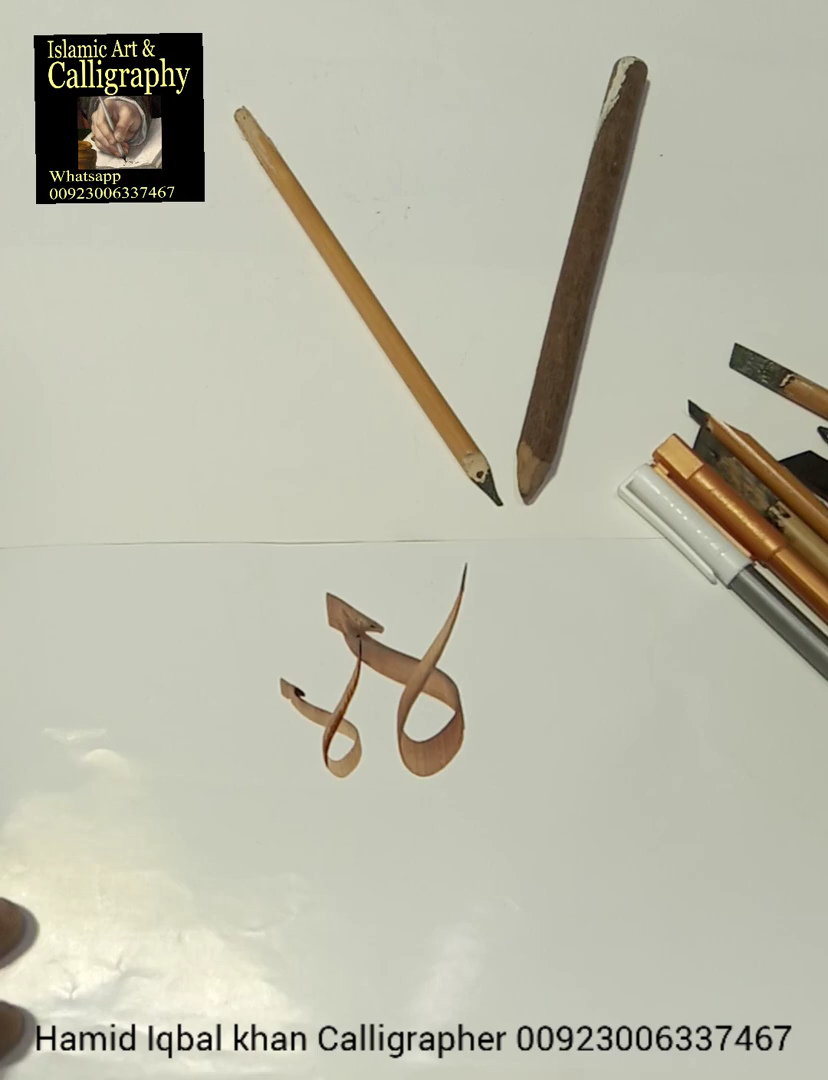 Islamic Art &
Calligraphy
Whatsapp
00923006337467
Hamid Iqbal khan Calligrapher 00923006337467